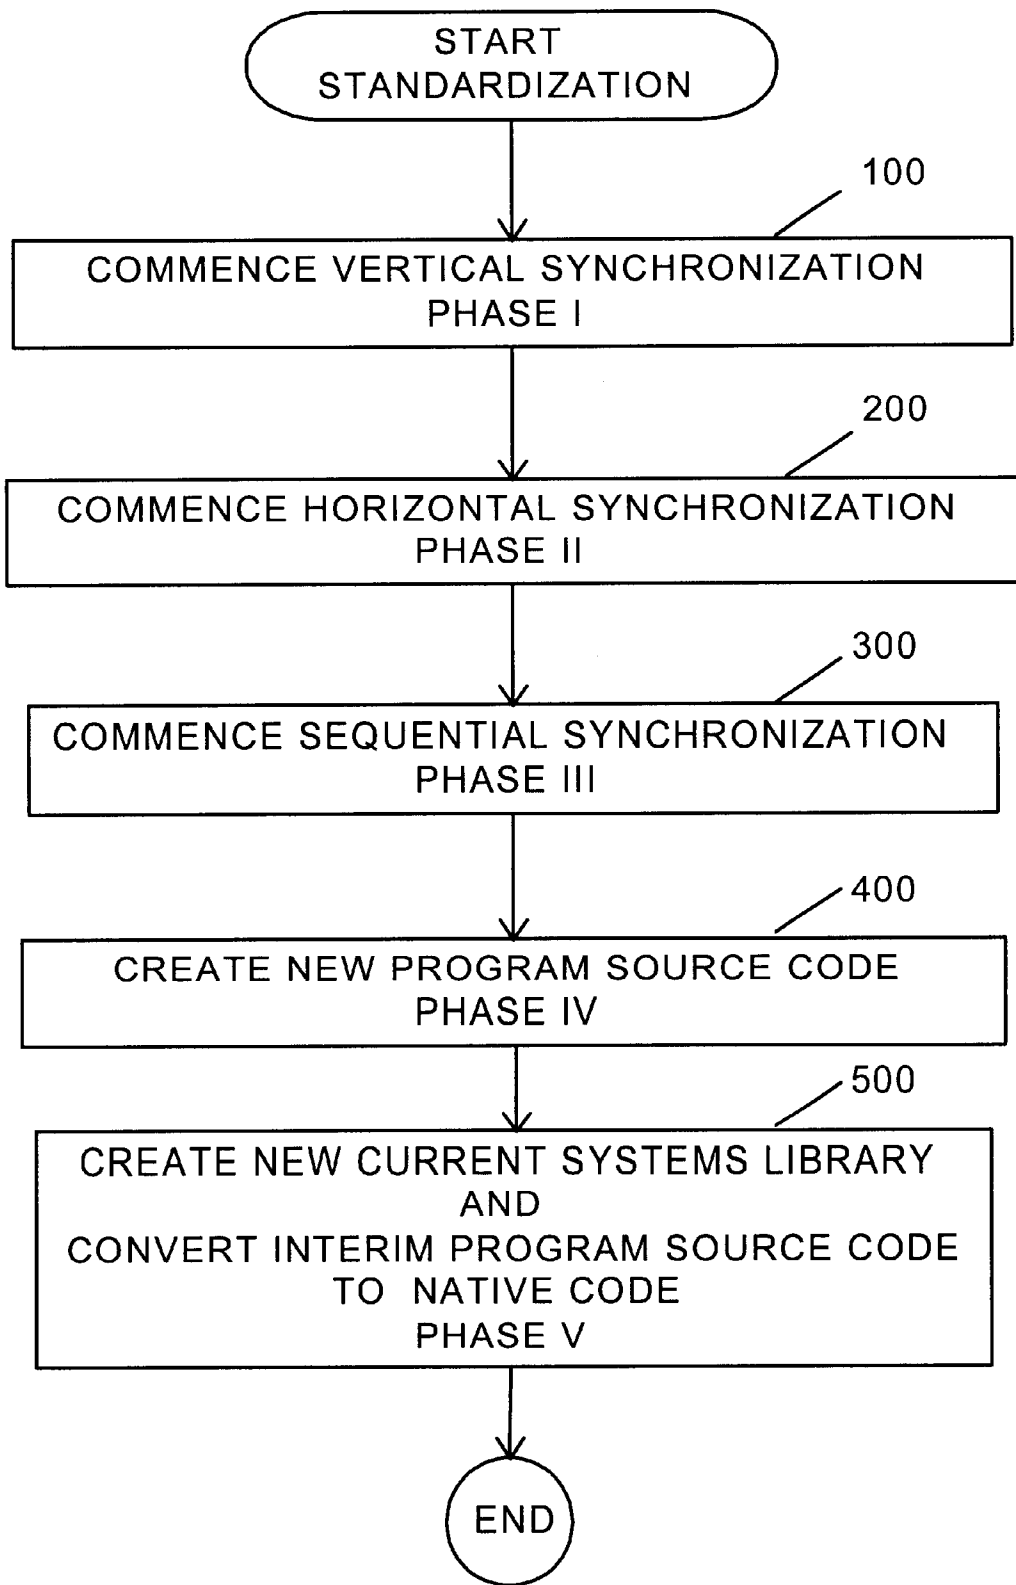 START
STANDARDIZATION
100
COMMENCE VERTICAL SYNCHRONIZATION
PHASE I
200
COMMENCE HORIZONTAL SYNCHRONIZATION
PHASE II
300
COMMENCE SEQUENTIAL SYNCHRONIZATION
PHASE III
400
CREATE NEW PROGRAM SOURCE CODE
PHASE IV
500
CREATE NEW CURRENT SYSTEMS LIBRARY
AND
CONVERT INTERIM PROGRAM SOURCE CODE
TO NATIVE CODE
PHASE V
END